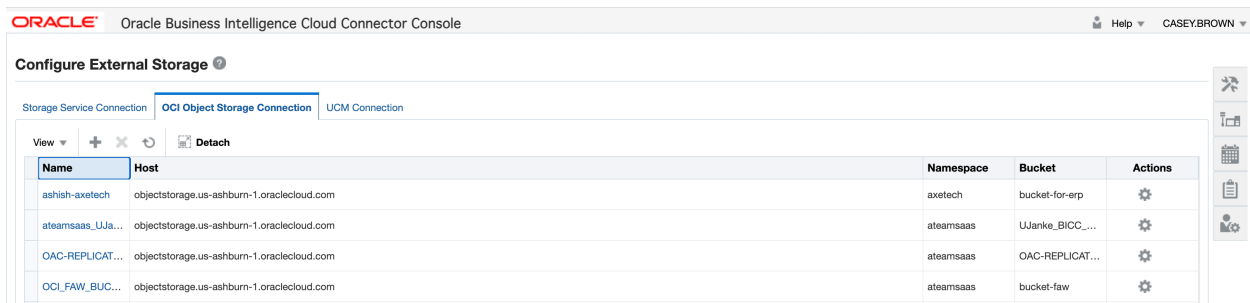 ORACLE® Oracle Business Intelligence Cloud Connector Console Help CASEY.BROWN
Configure External Storage ?
Storage Service Connection OCI Object Storage Connection UCM Connection
View Detach
Name Host Namespace Bucket Actions
ashish-axetech objectstorage.us-ashburn-1.oraclecloud.com axetech bucket-for-erp
ateamsaas_UJa... objectstorage.us-ashburn-1.oraclecloud.com ateamsaas UJanke_BICC_...
OAC-REPLICAT... objectstorage.us-ashburn-1.oraclecloud.com ateamsaas OAC-REPLICAT...
OCI_FAW_BUC... objectstorage.us-ashburn-1.oraclecloud.com ateamsaas bucket-faw